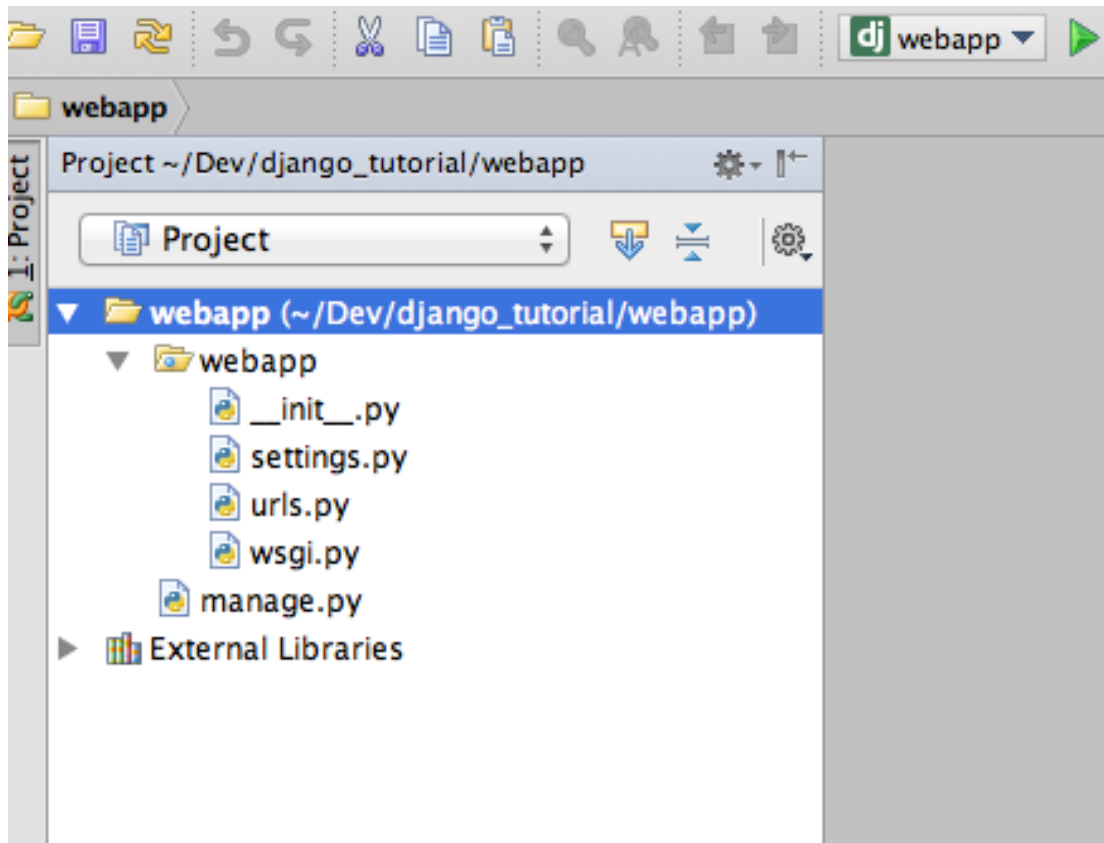 dj webapp
webapp
1: Project
Project ~/Dev/django_tutorial/webapp
Project
webapp (~/Dev/django_tutorial/webapp)
webapp
__init__.py
settings.py
urls.py
wsgi.py
manage.py
External Libraries